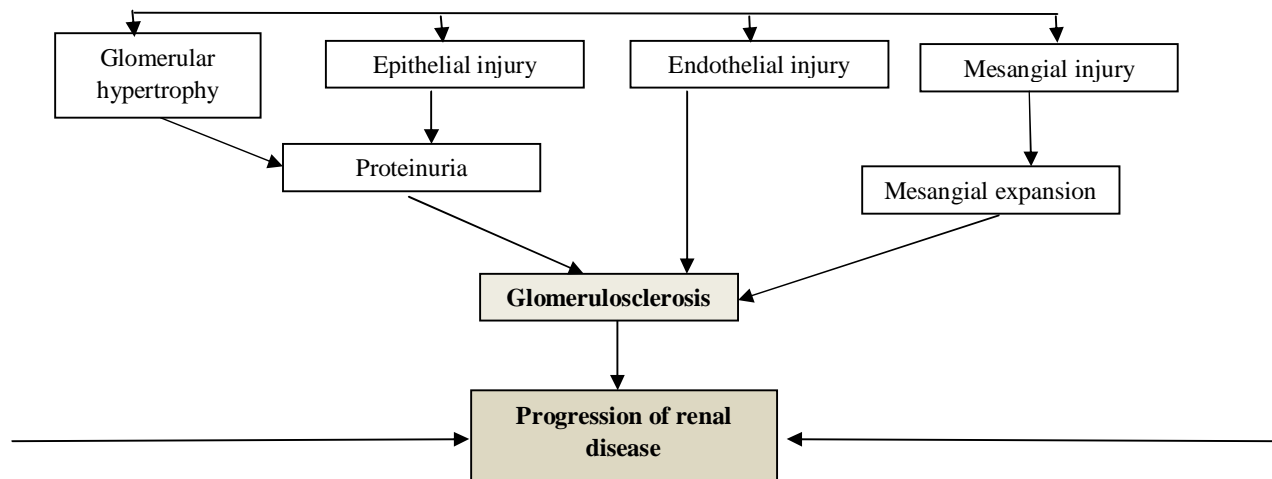 Glomerular
hypertrophy
Epithelial injury
Endothelial injury
Mesangial injury
Proteinuria
Mesangial expansion
Glomerulosclerosis
Progression of renal
disease